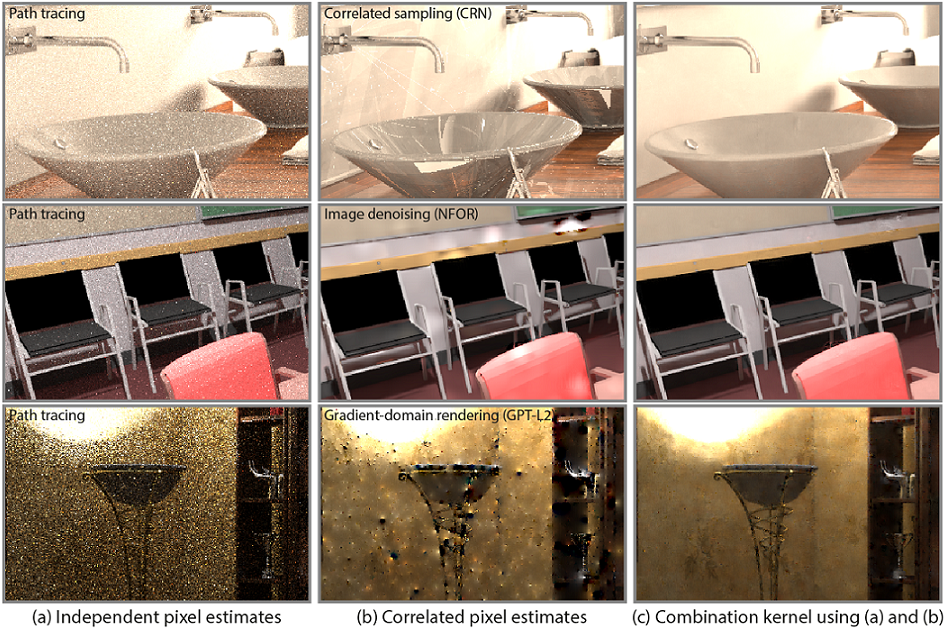 Path tracing
Correlated sampling (CRN)
Path tracing
Image denoising (NFOR)
Path tracing
Gradient-domain rendering (GPT-L2)
(a) Independent pixel estimates
(b) Correlated pixel estimates
(c) Combination kernel using (a) and (b)